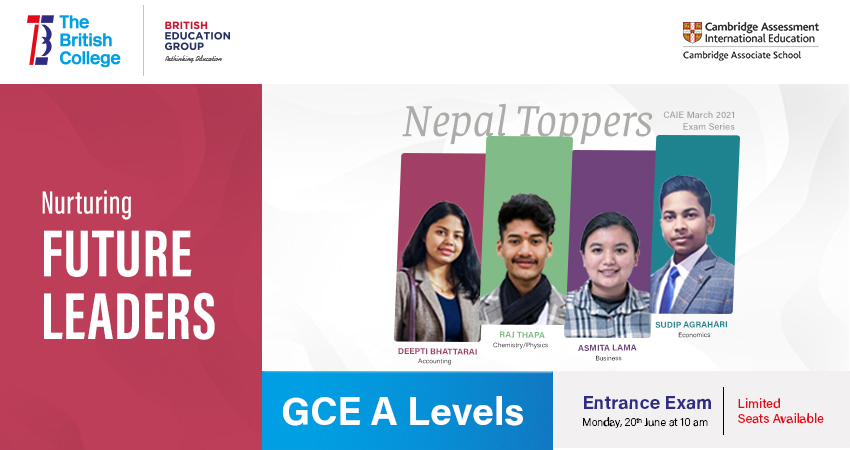 The
British
College
BRITISH
EDUCATION
GROUP
Rethinking Education
Cambridge Assessment
International Education
Cambridge Associate School
Nurturing
FUTURE
LEADERS
Nepal Toppers
CAIE March 2021
Exam Series
DEEPTI BHATTARAI
Accounting
RAJ THAPA
Chemistry/Physics
ASMITA LAMA
Business
SUDIP AGRAHARI
Economics
GCE A Levels
Entrance Exam
Monday, 20th June at 10 am
Limited
Seats Available